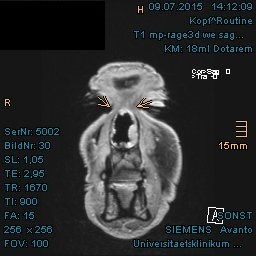 H
09.07.2015 14:12:09
Kopf^Routine
T1 mp-rage3d we sag...
KM: 18ml Dotarem
R
15mm
SerNr: 5002
BildNr: 30
SL: 1,05
TE: 2,95
TR: 1670
TI: 900
FA: 15
256 x 256
FOV: 100
A
SONST
SIEMENS Avanto
Univeisitaetsklinikum ...